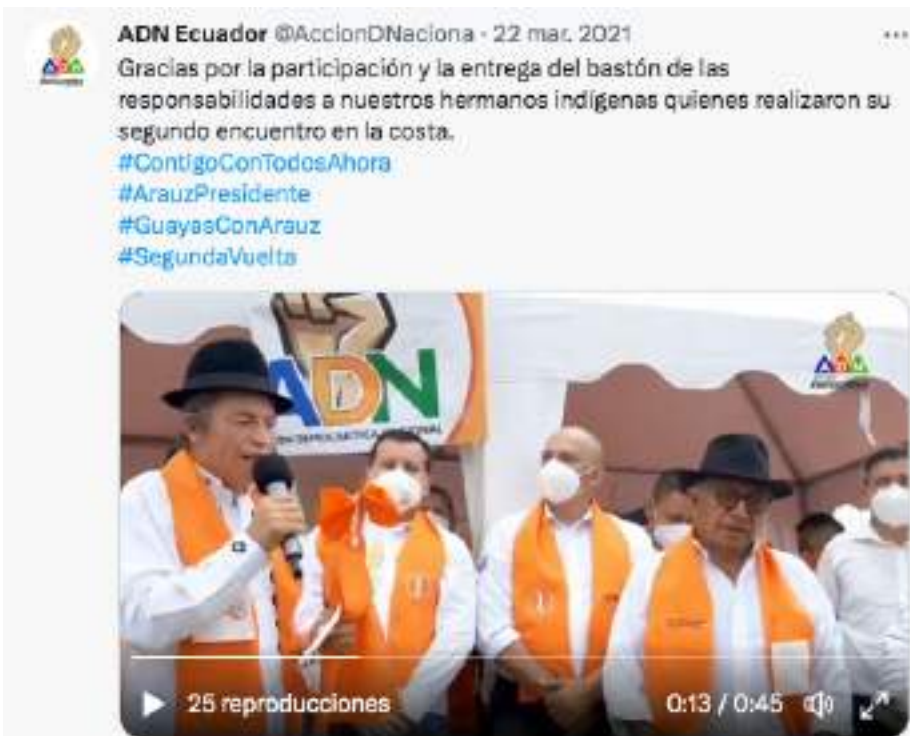 ADN Ecuador @AccionDNaciona · 22 mar. 2021
Gracias por la participación y la entrega del bastón de las
responsabilidades a nuestros hermanos indígenas quienes realizaron su
segundo encuentro en la costa.
#ContigoConTodosAhora
#ArauzPresidente
#GuayasConArauz
#SegundaVuelta
ADN
ADN
ADN
25 reproducciones
0:13 / 0:45